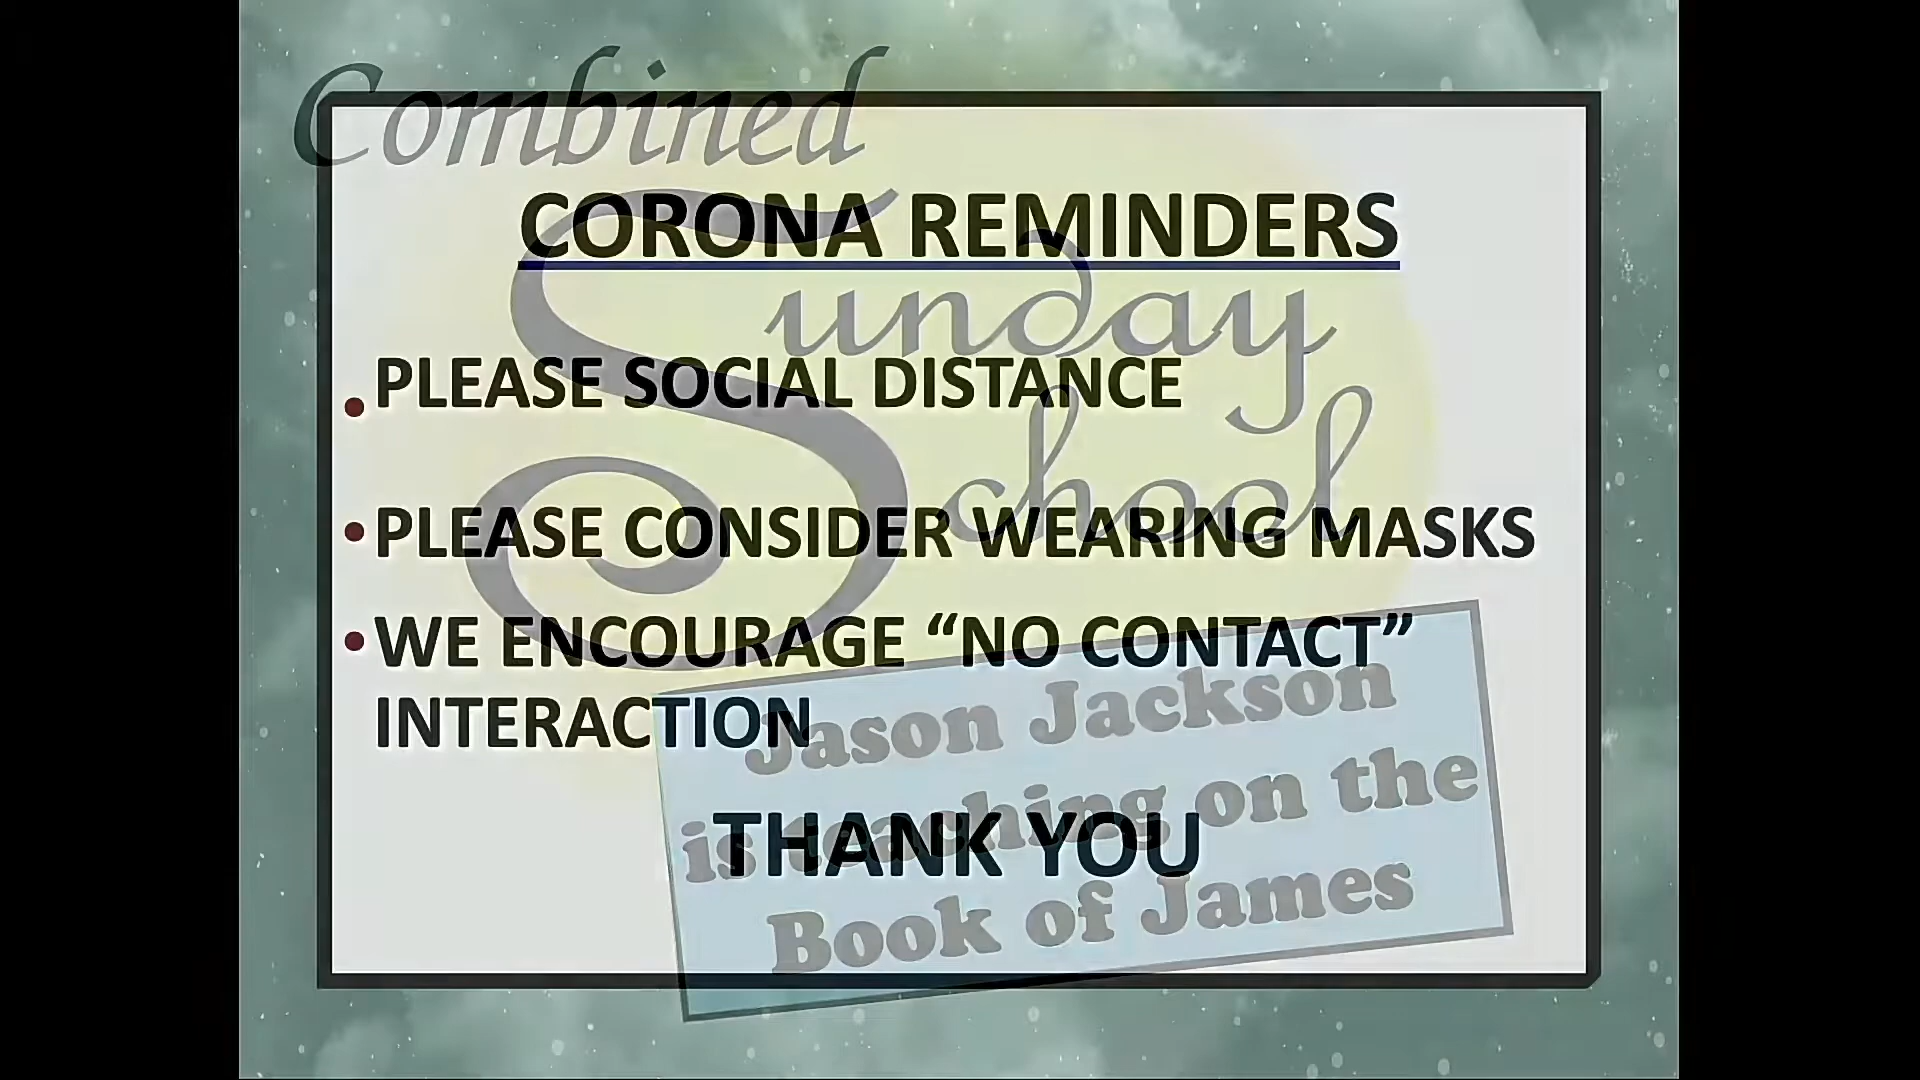 Combined
Sunday
School
CORONA REMINDERS
• PLEASE SOCIAL DISTANCE
• PLEASE CONSIDER WEARING MASKS
• WE ENCOURAGE “NO CONTACT”
INTERACTION
THANK YOU
Jason Jackson
is teaching on the
Book of James